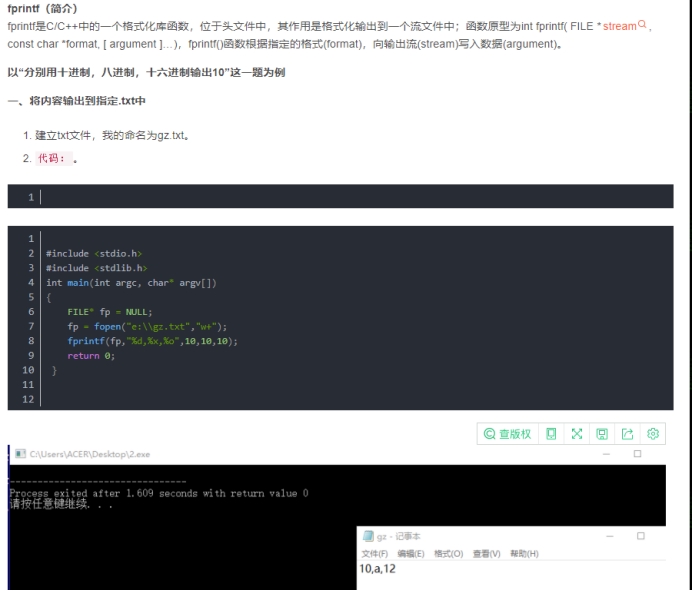 fprintf（简介）
fprintf是C/C++中的一个格式化库函数，位于头文件中，其作用是格式化输出到一个流文件中；函数原型为int fprintf( FILE *stream ,
const char *format, [ argument ]...)，fprintf()函数根据指定的格式(format)，向输出流(stream)写入数据(argument)。
以“分别用十进制，八进制，十六进制输出10”这一题为例
一、将内容输出到指定.txt中
1. 建立txt文件，我的命名为gz.txt。
2. 代码： 。
1
1
2 #include <stdio.h>
3 #include <stdlib.h>
4 int main(int argc, char* argv[])
5 {
6 FILE* fp = NULL;
7 fp = fopen("e:\\gz.txt","w+");
8 fprintf(fp,"%d,%x,%o",10,10,10);
9 return 0;
10 }
11
12
查版权
C:\Users\ACER\Desktop\2.exe
--------------------------------
Process exited after 1.609 seconds with return value 0
请按任意键继续. . .
gz - 记事本
文件(F) 编辑(E) 格式(O) 查看(V) 帮助(H)
10,a,12